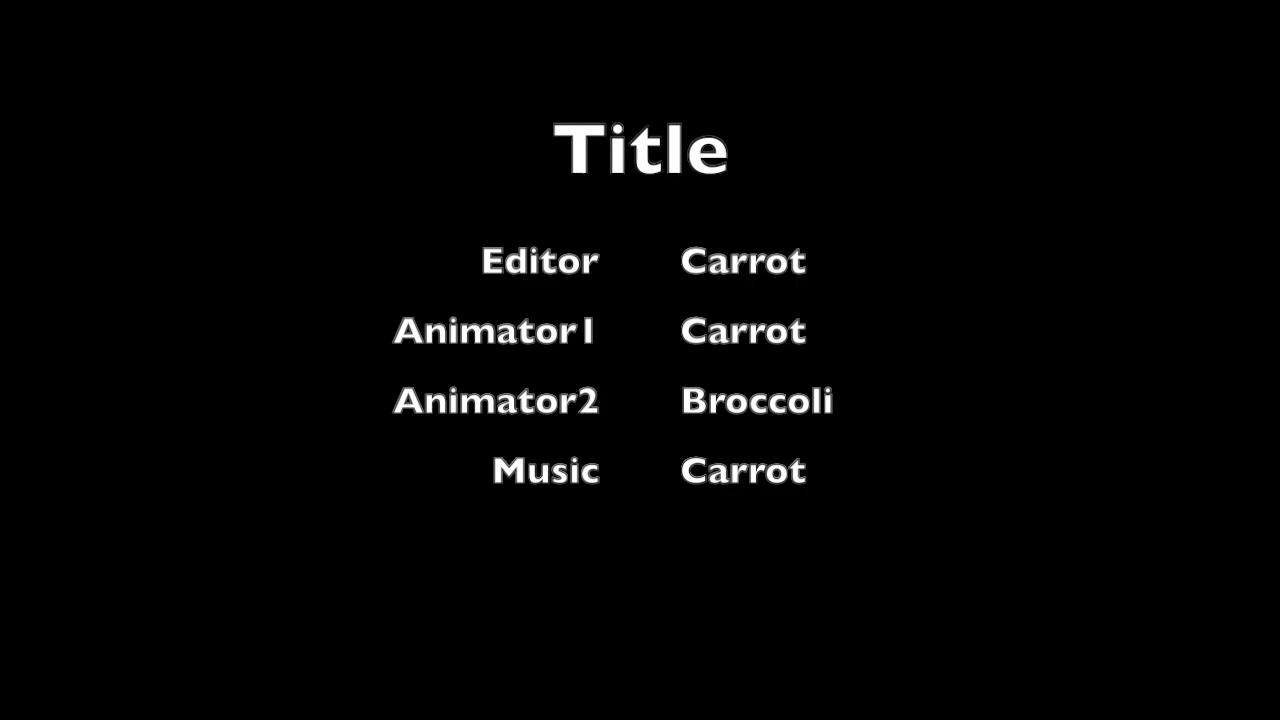 Title
Editor Carrot
Animator1 Carrot
Animator2 Broccoli
Music Carrot